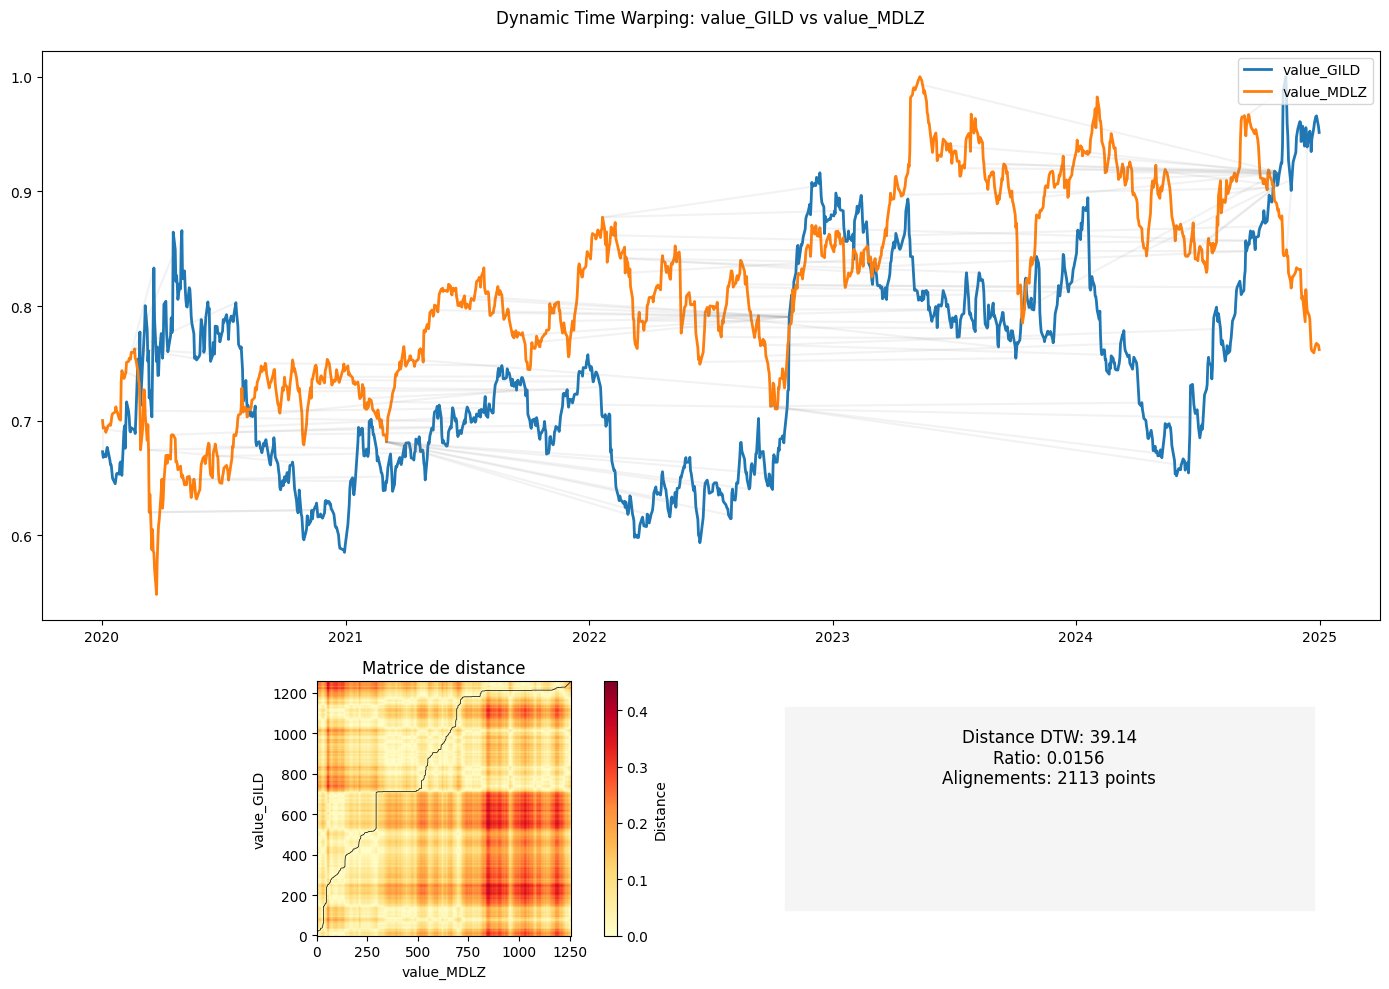 Dynamic Time Warping: value_GILD vs value_MDLZ
value_GILD
value_MDLZ
1.0
0.9
0.8
0.7
0.6
2020 2021 2022 2023 2024 2025
Matrice de distance
value_GILD
1200
1000
800
600
400
200
0
0 250 500 750 1000 1250
value_MDLZ
0.4
0.3
0.2
0.1
0.0
Distance
Distance DTW: 39.14
Ratio: 0.0156
Alignements: 2113 points